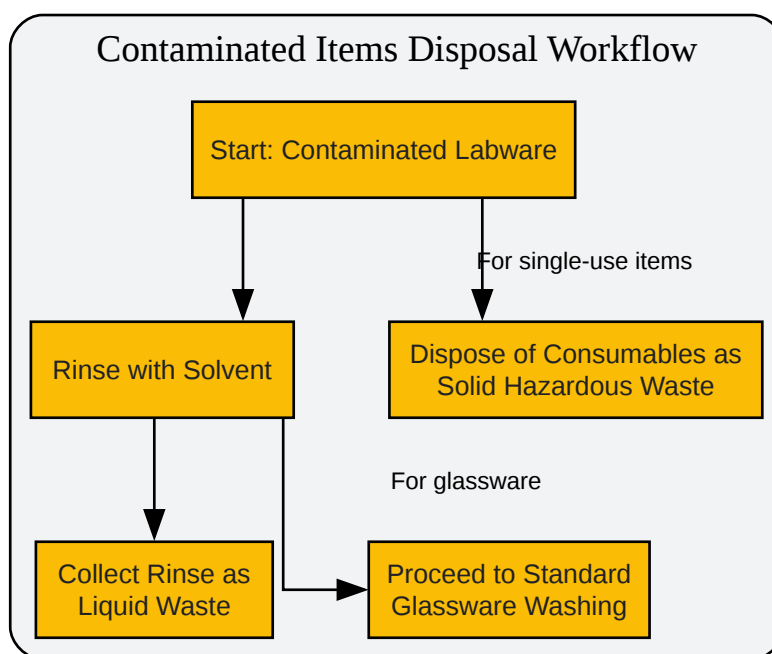 Contaminated Items Disposal Workflow
Start: Contaminated Labware
For single-use items
Rinse with Solvent
Dispose of Consumables as
Solid Hazardous Waste
For glassware
Collect Rinse as
Liquid Waste
Proceed to Standard
Glassware Washing